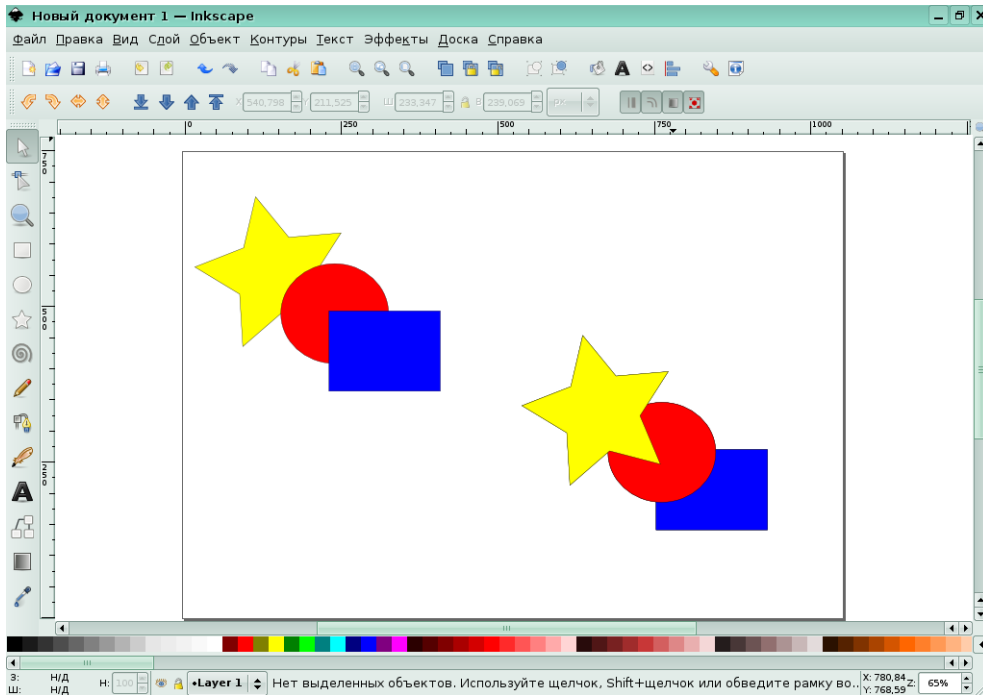 Новый документ 1 — Inkscape
Файл Правка Вид Слой Объект Контуры Текст Эффекты Доска Справка
X 540,798 Y 211,525 Ш 233,347 В 239,069 px
0 250 500 750 1000
750
500
250
З: Н/Д
Ш: Н/Д
Н: 100
•Layer 1
Нет выделенных объектов. Используйте щелчок, Shift+щелчок или обведите рамку во..
X: 780,84
Y: 768,59
Z: 65%